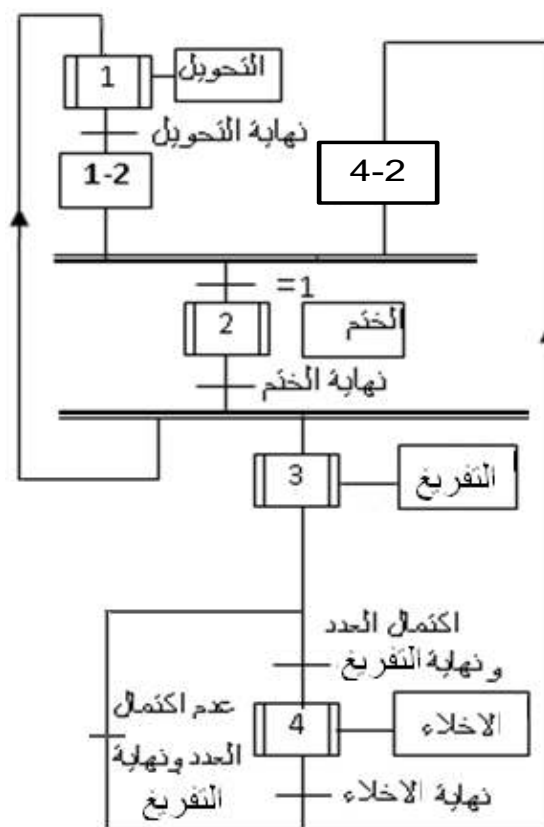 1
التحويل
نهاية التحويل
1-2
4-2
=1
2
الختم
نهاية الختم
3
التفريغ
اكتمال العدد
و نهاية التفريغ
4
الاخلاء
عدم اكتمال
العدد ونهاية
التفريغ
نهاية الاخلاء